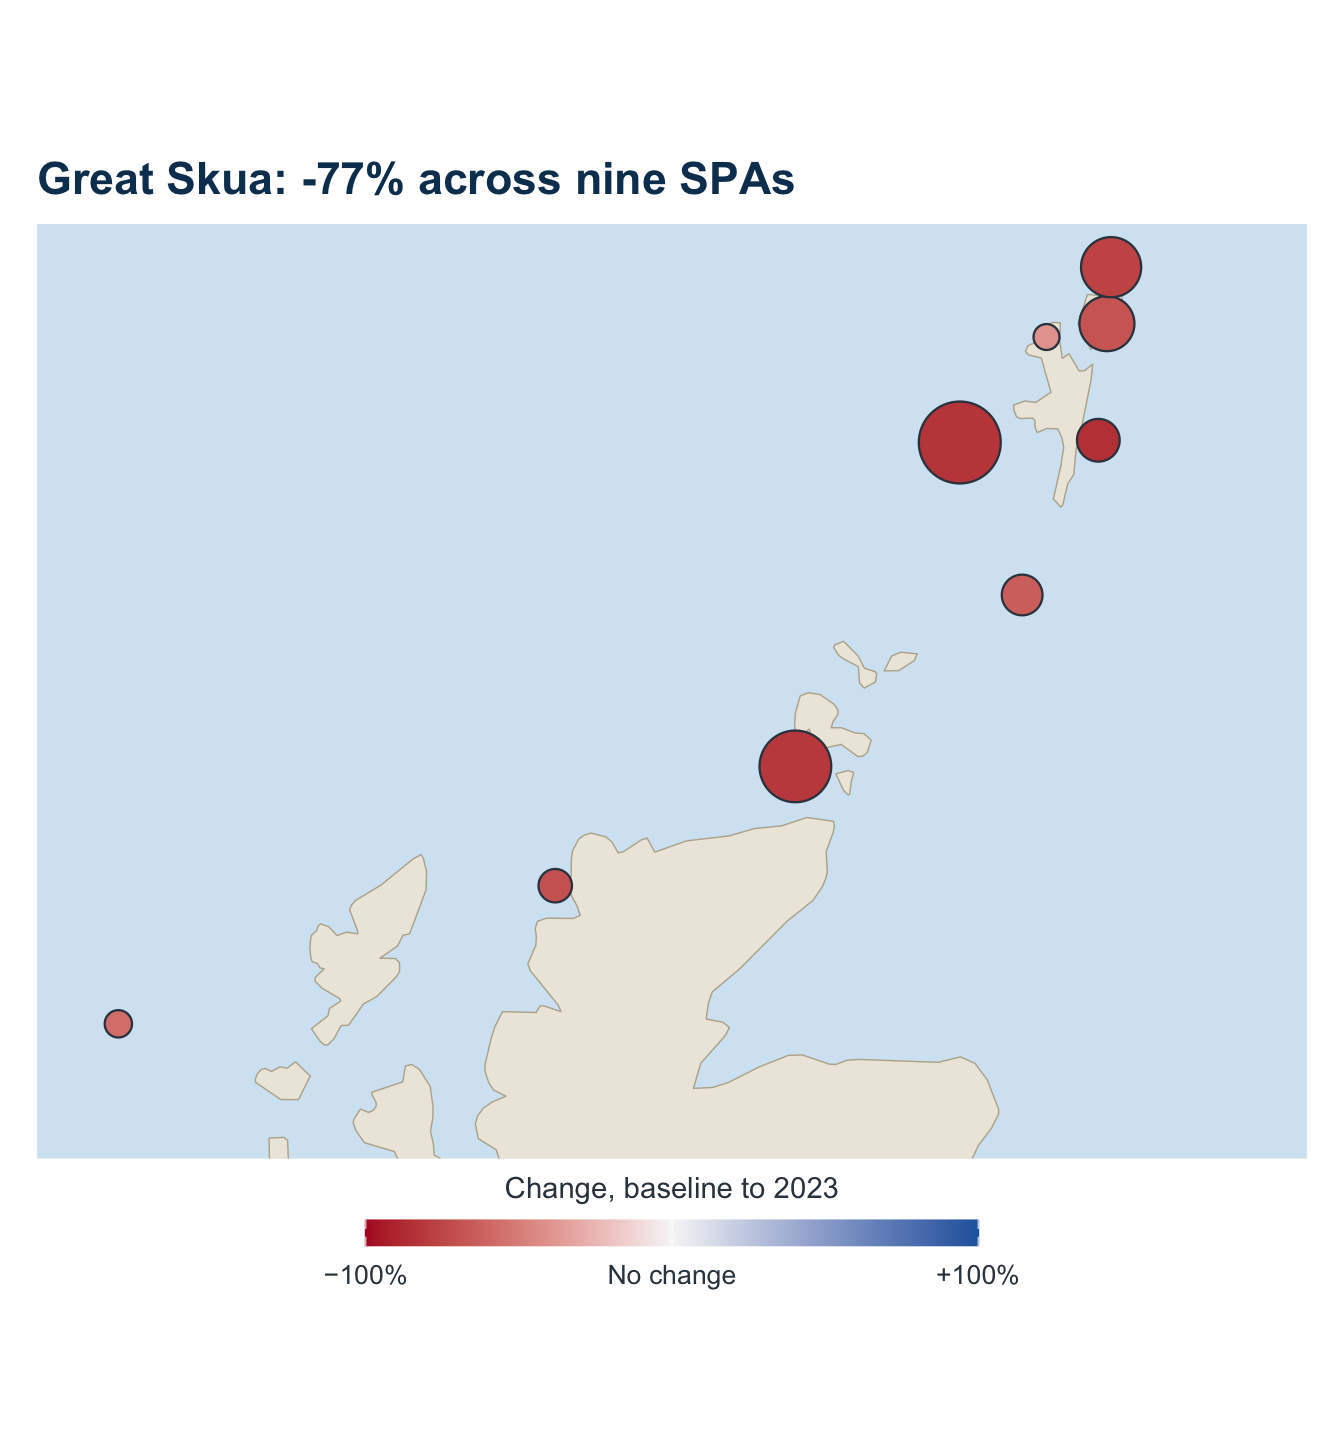 Great Skua: -77% across nine SPAs
Change, baseline to 2023
−100% No change +100%